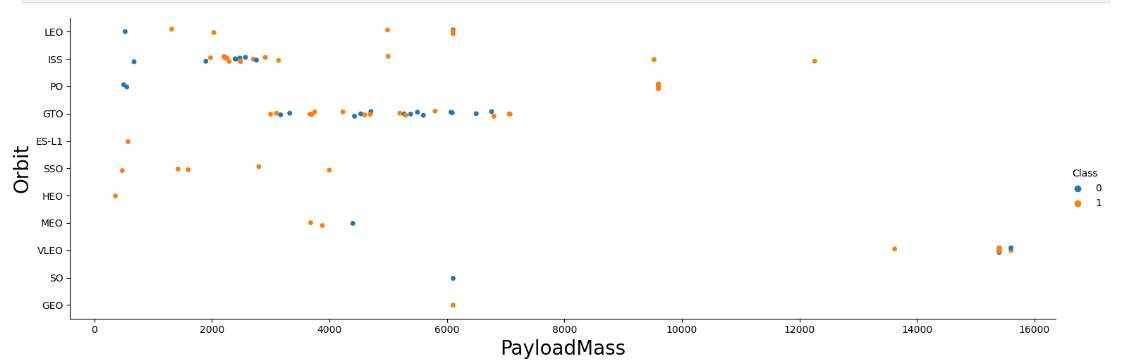 LEO
ISS
PO
GTO
ES-L1
SSO
HEO
MEO
VLEO
SO
GEO
Orbit
0 2000 4000 6000 8000 10000 12000 14000 16000
PayloadMass
Class
0
1